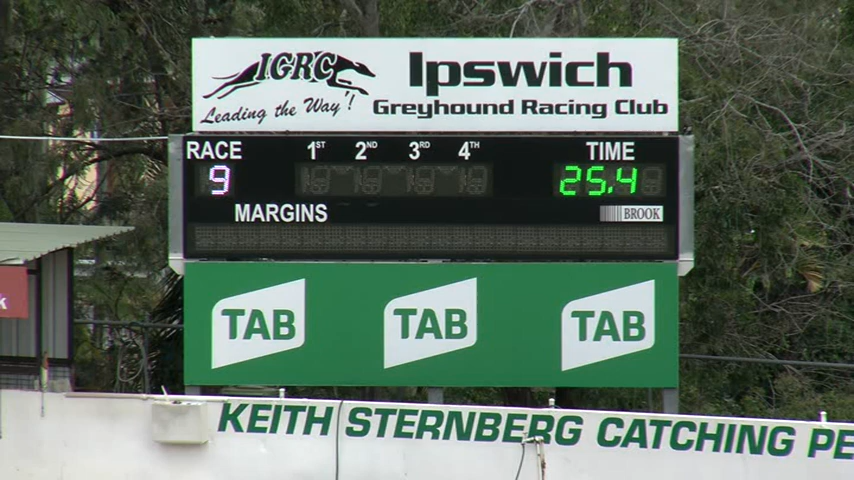 IGRC
Leading the Way!
Ipswich
Greyhound Racing Club
RACE 1ST 2ND 3RD 4TH TIME
9 25.4
MARGINS BROOK
TAB TAB TAB
k
KEITH STERNBERG CATCHING PE